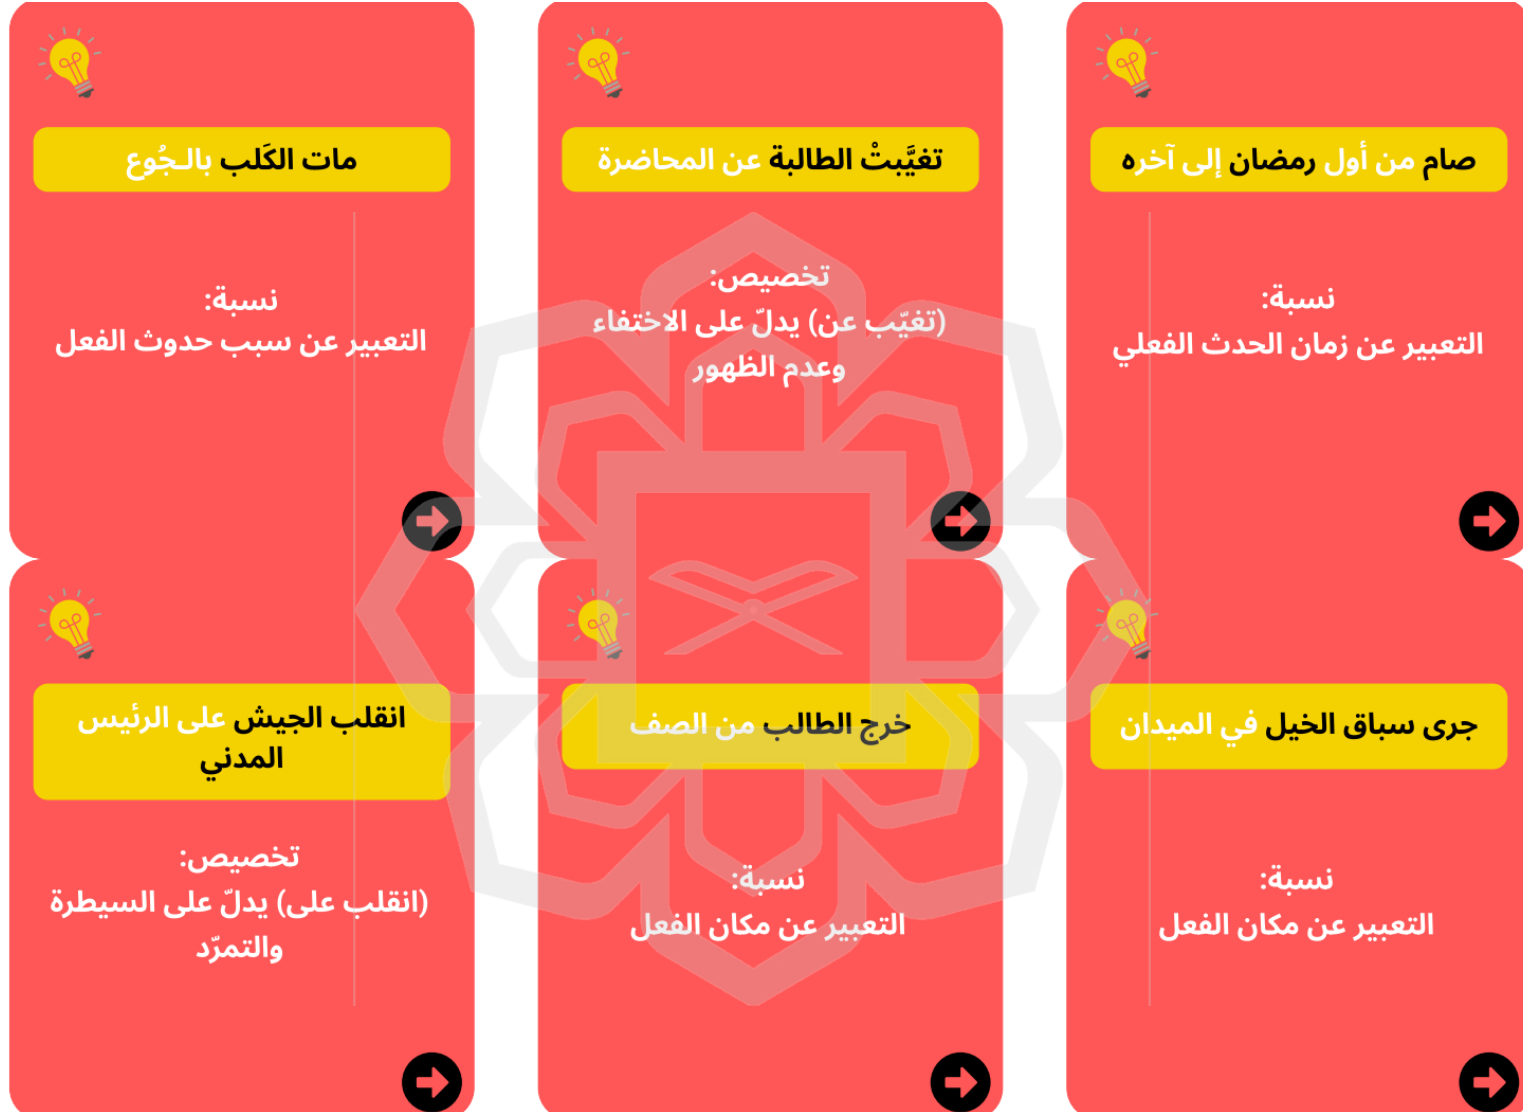 صام من أول رمضان إلى آخره
نسبة:
التعبير عن زمان الحدث الفعلي
تغيَّبتْ الطالبة عن المحاضرة
تخصيص:
(تغيّب عن) يدلّ على الاختفاء
وعدم الظهور
مات الكَلب بالـجُوع
نسبة:
التعبير عن سبب حدوث الفعل
جرى سباق الخيل في الميدان
نسبة:
التعبير عن مكان الفعل
خرج الطالب من الصف
نسبة:
التعبير عن مكان الفعل
انقلب الجيش على الرئيس
المدني
تخصيص:
(انقلب على) يدلّ على السيطرة
والتمرّد